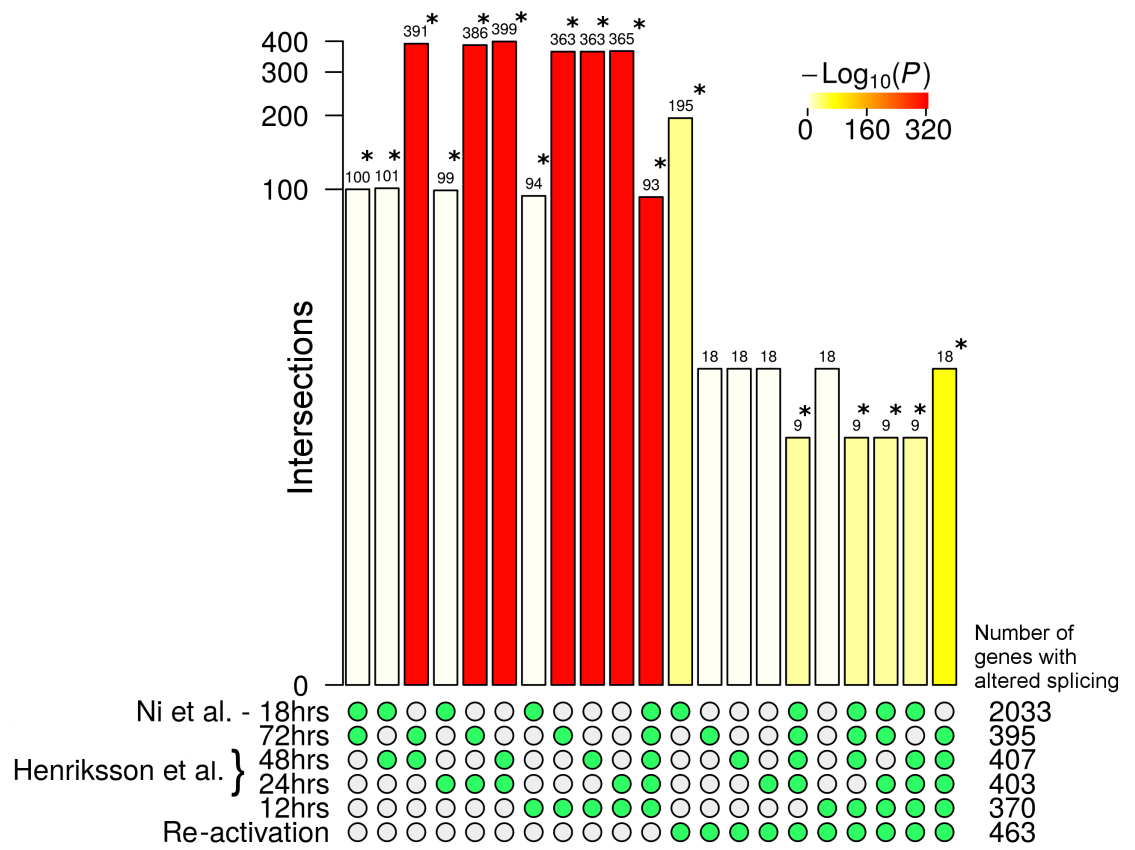 391* 386* 399* 363* 363* 365*
400
300
200
100
0
Intersections
100* 101* 99* 94* 93* 195*
18 18 18 9* 18 9* 9* 9* 18*
−Log10(P)
0 160 320
Number of
genes with
altered splicing
Ni et al. - 18hrs 2033
72hrs 395
Henriksson et al. } 48hrs 407
24hrs 403
12hrs 370
Re-activation 463